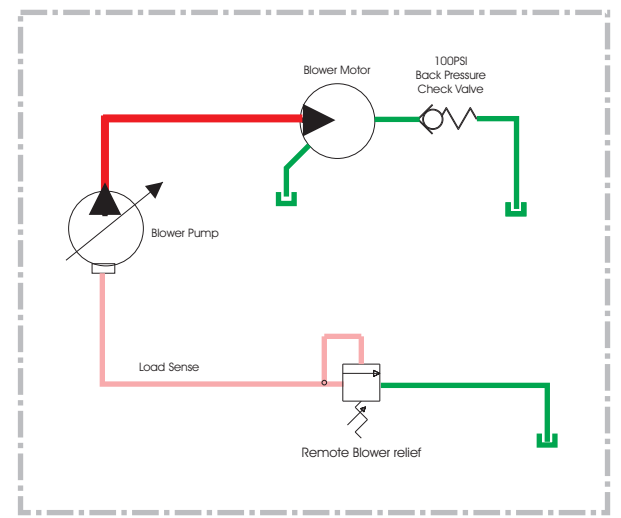 100PSI
Back Pressure
Check Valve
Blower Motor
Blower Pump
Load Sense
Remote Blower relief